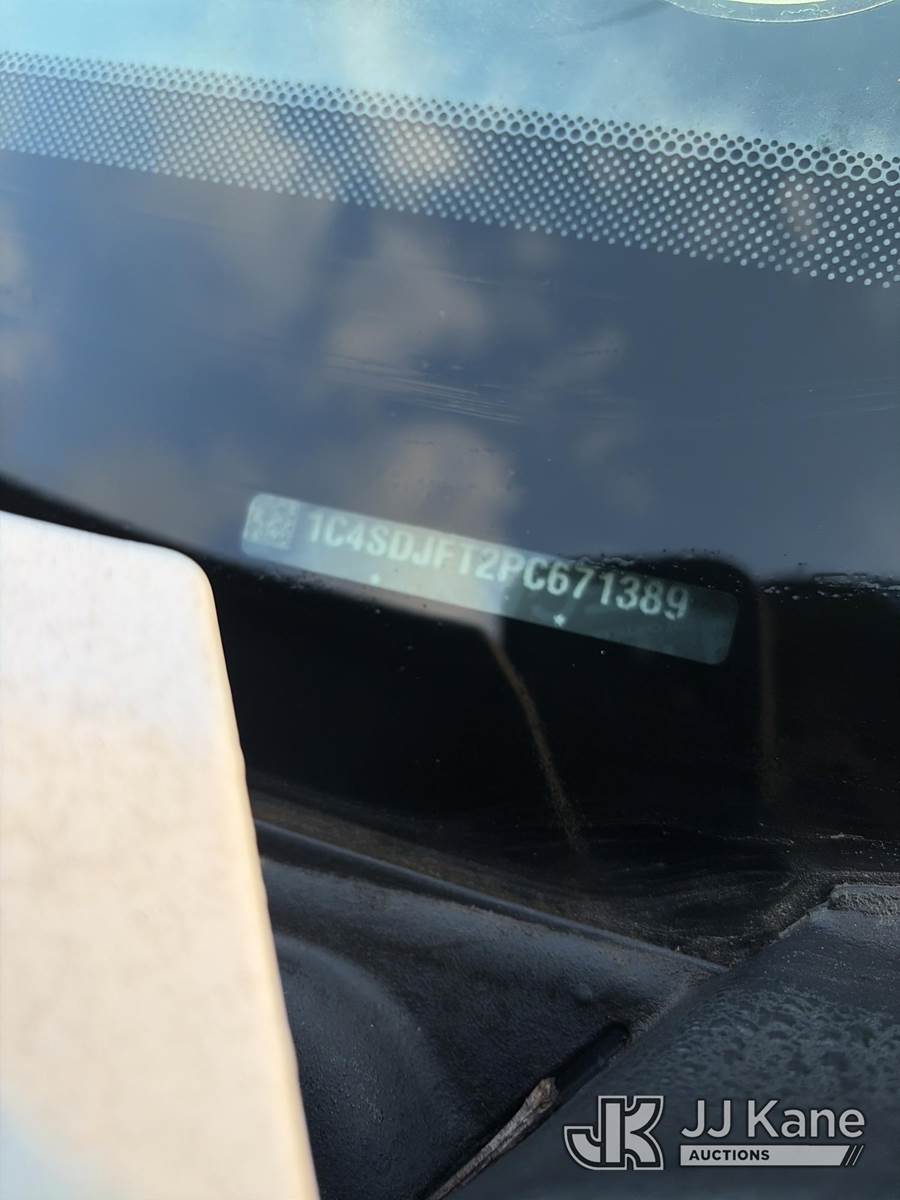 1C4SDJFT2PC671389
JK JJ Kane
AUCTIONS